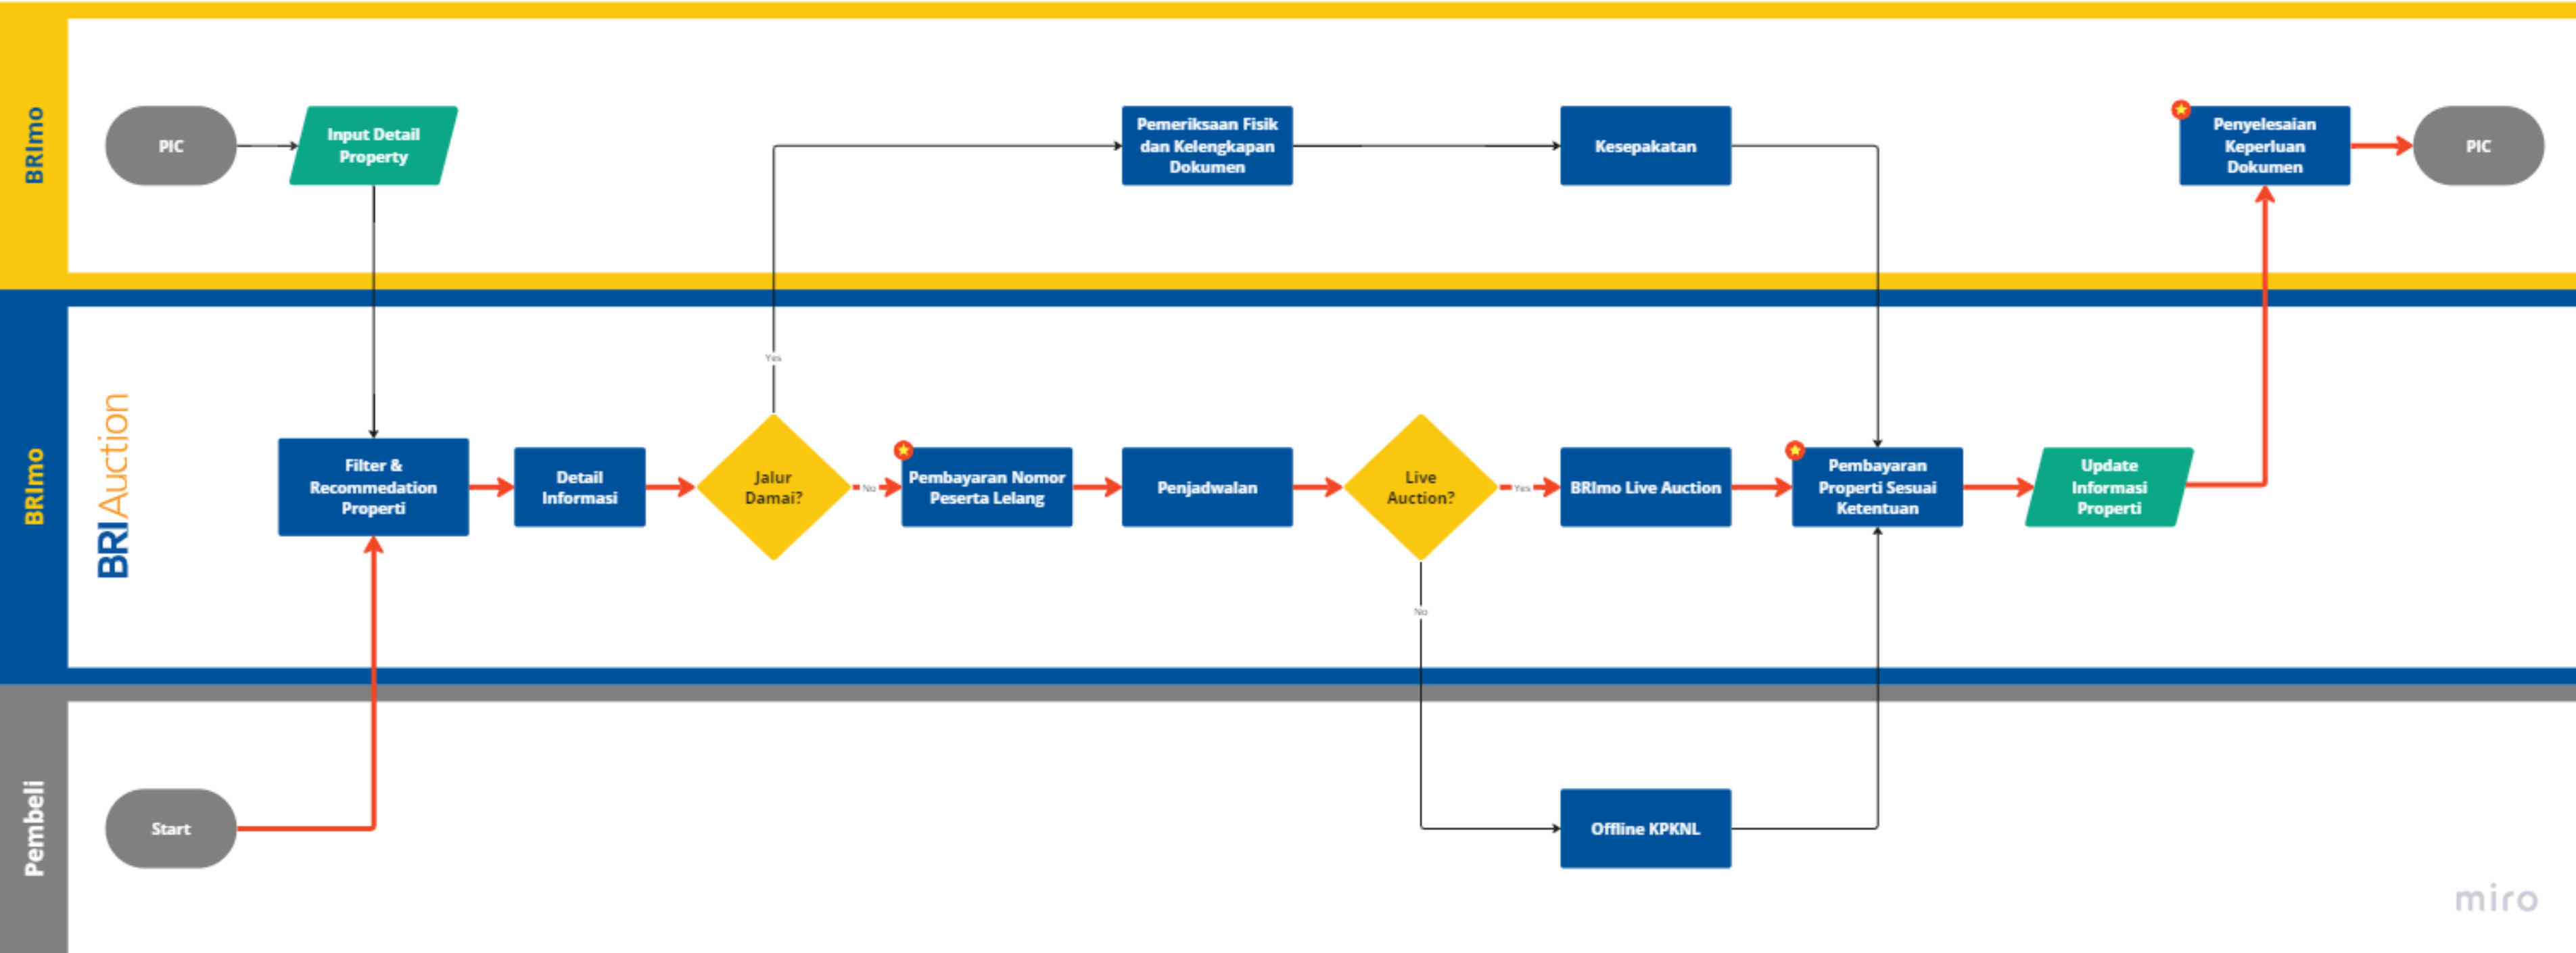 BRImo
PIC
Input Detail
Property
Pemeriksaan Fisik
dan Kelengkapan
Dokumen
Kesepakatan
Penyelesaian
Keperluan
Dokumen
PIC
BRImo
BRIAuction
Yes
Filter &
Recommedation
Properti
Detail
Informasi
Jalur
Damai?
No
Pembayaran Nomor
Peserta Lelang
Penjadwalan
Live
Auction?
Yes
BRImo Live Auction
Pembayaran
Properti Sesuai
Ketentuan
Update
Informasi
Properti
No
Pembeli
Start
Offline KPKNL
miro